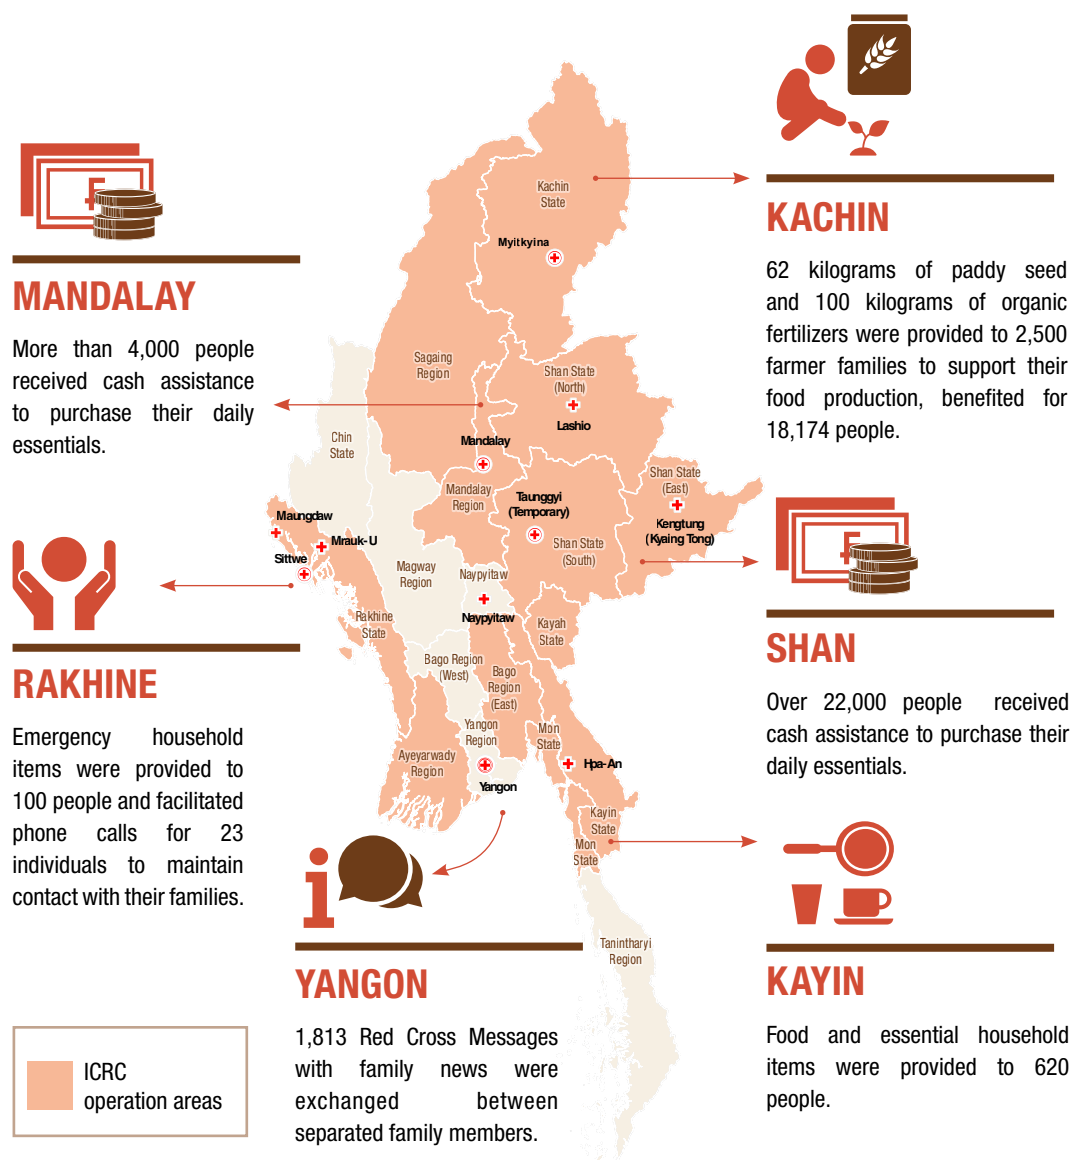 MANDALAY
More than 4,000 people
received cash assistance
to purchase their daily
essentials.
RAKHINE
Emergency household
items were provided to
100 people and facilitated
phone calls for 23
individuals to maintain
contact with their families.
ICRC
operation areas
Kachin
State
Myitkyina
Sagaing
Region
Shan State
(North)
Lashio
Chin
State
Mandalay
Mandalay
Region
Taunggyi
(Temporary)
Shan State
(East)
Kengtung
(Kyaing Tong)
Shan State
(South)
Maungdaw
Mrauk-U
Sittwe
Magway
Region
Naypyitaw
Naypyitaw
Rakhine
State
Kayah
State
Bago Region
(West)
Bago
Region
(East)
Yangon
Region
Mon
State
Ayeyarwady
Region
Hpa-An
Yangon
Kayin
State
Mon
State
Tanintharyi
Region
YANGON
1,813 Red Cross Messages
with family news were
exchanged between
separated family members.
KACHIN
62 kilograms of paddy seed
and 100 kilograms of organic
fertilizers were provided to 2,500
farmer families to support their
food production, benefited for
18,174 people.
SHAN
Over 22,000 people received
cash assistance to purchase their
daily essentials.
KAYIN
Food and essential household
items were provided to 620
people.